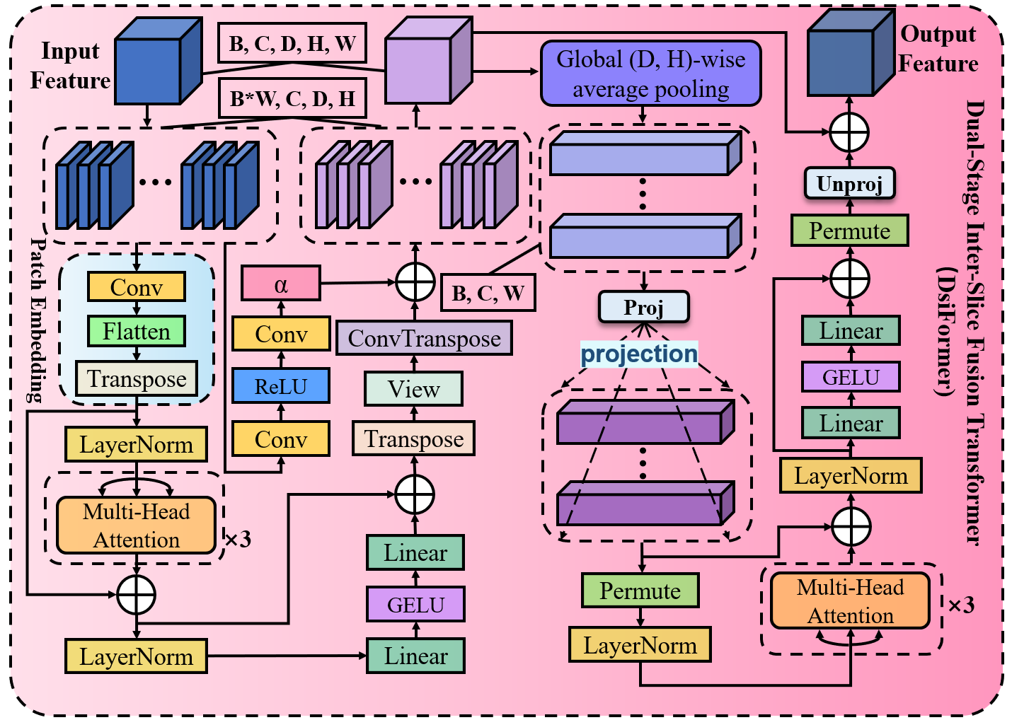 Input
Feature
B, C, D, H, W
B*W, C, D, H
Global (D, H)-wise
average pooling
Output
Feature
Patch Embedding
Conv
Flatten
Transpose
LayerNorm
Multi-Head
Attention
×3
LayerNorm
α
Conv
ReLU
Conv
ConvTranspose
View
Transpose
Linear
GELU
Linear
B, C, W
Proj
projection
Permute
LayerNorm
Multi-Head
Attention
×3
LayerNorm
Linear
GELU
Linear
Permute
Unproj
Dual-Stage Inter-Slice Fusion Transformer
(DsiFormer)